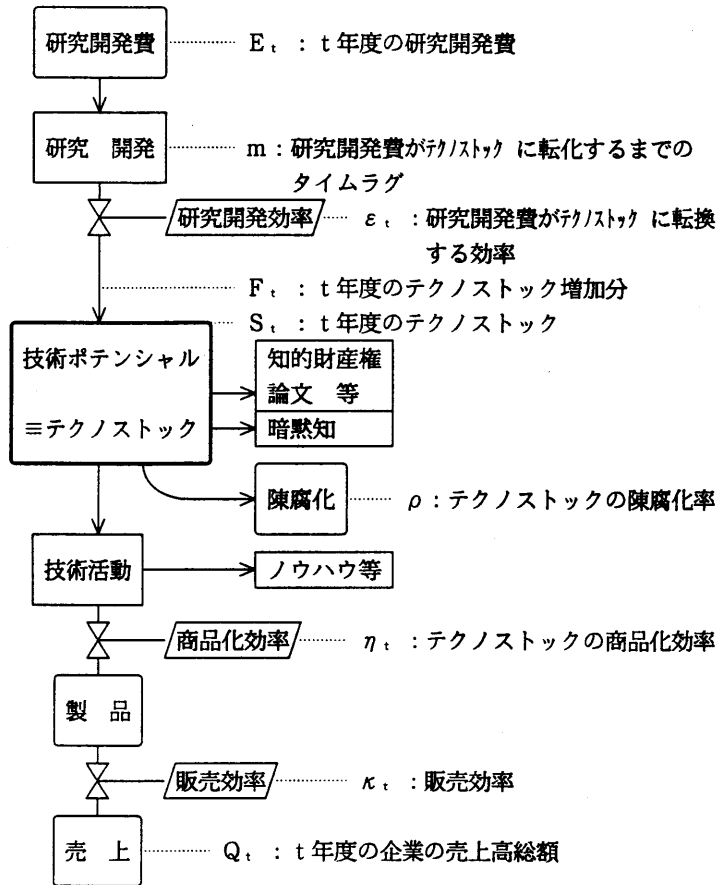 研究開発費 ………… Eₜ : t年度の研究開発費
研究 開発 ………… m:研究開発費がテクノストック に転化するまでの
タイムラグ
研究開発効率 …… εₜ :研究開発費がテクノストック に転換
する効率
Fₜ : t年度のテクノストック増加分
Sₜ : t年度のテクノストック
技術ポテンシャル
≡テクノストック
知的財産権
論文 等
暗黙知
陳腐化 ……… ρ:テクノストックの陳腐化率
技術活動
ノウハウ等
商品化効率 ……… ηₜ :テクノストックの商品化効率
製 品
販売効率 ………… κₜ :販売効率
売 上 ………… Qₜ : t年度の企業の売上高総額